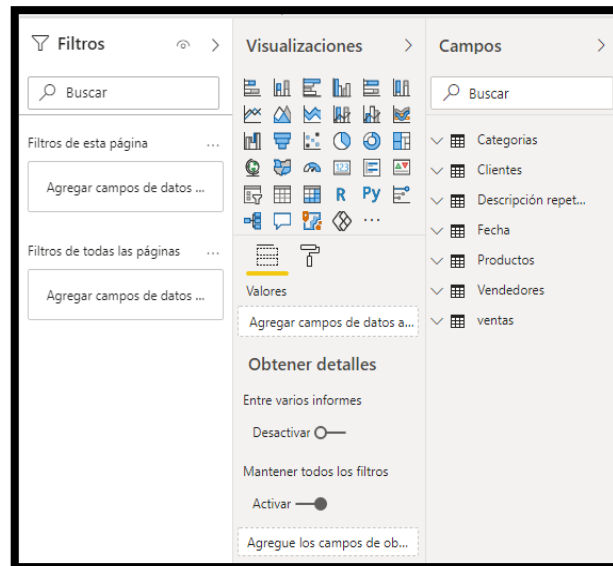 Filtros
Buscar
Filtros de esta página
...
Agregar campos de datos ...
Filtros de todas las páginas
...
Agregar campos de datos ...
Visualizaciones
123
R
Py
...
Valores
Agregar campos de datos a...
Obtener detalles
Entre varios informes
Desactivar
Mantener todos los filtros
Activar
Agregue los campos de ob...
Campos
Buscar
Categorias
Clientes
Descripción repet...
Fecha
Productos
Vendedores
ventas